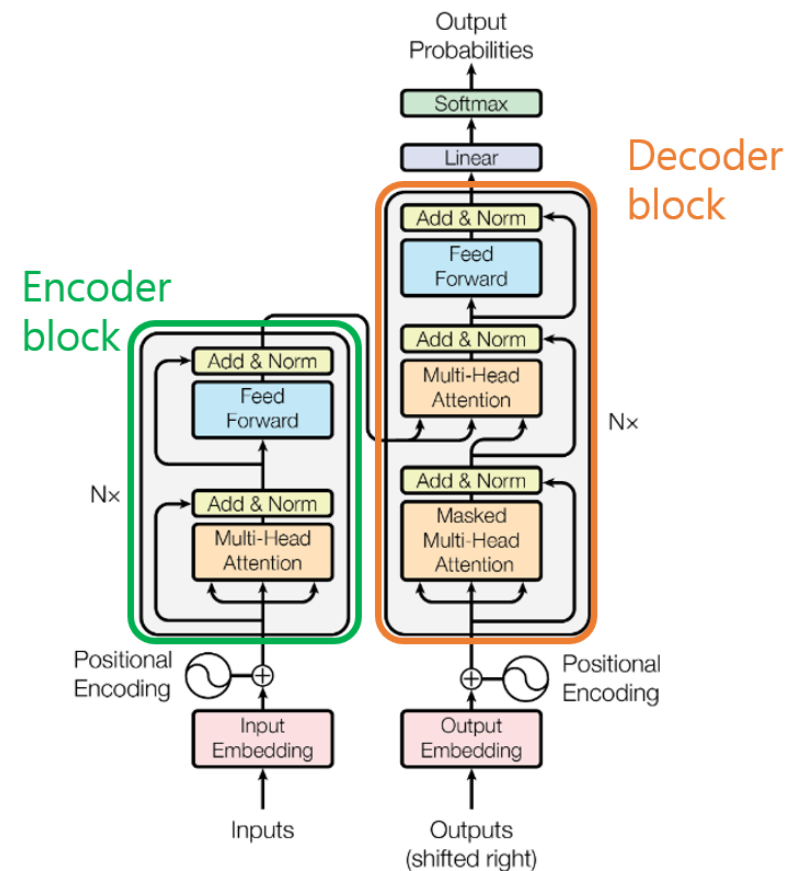 Output
Probabilities
Softmax
Linear
Decoder
block
Add & Norm
Feed
Forward
Add & Norm
Multi-Head
Attention
Nx
Add & Norm
Masked
Multi-Head
Attention
Encoder
block
Add & Norm
Feed
Forward
Nx
Add & Norm
Multi-Head
Attention
Positional
Encoding
Positional
Encoding
Input
Embedding
Output
Embedding
Inputs
Outputs
(shifted right)